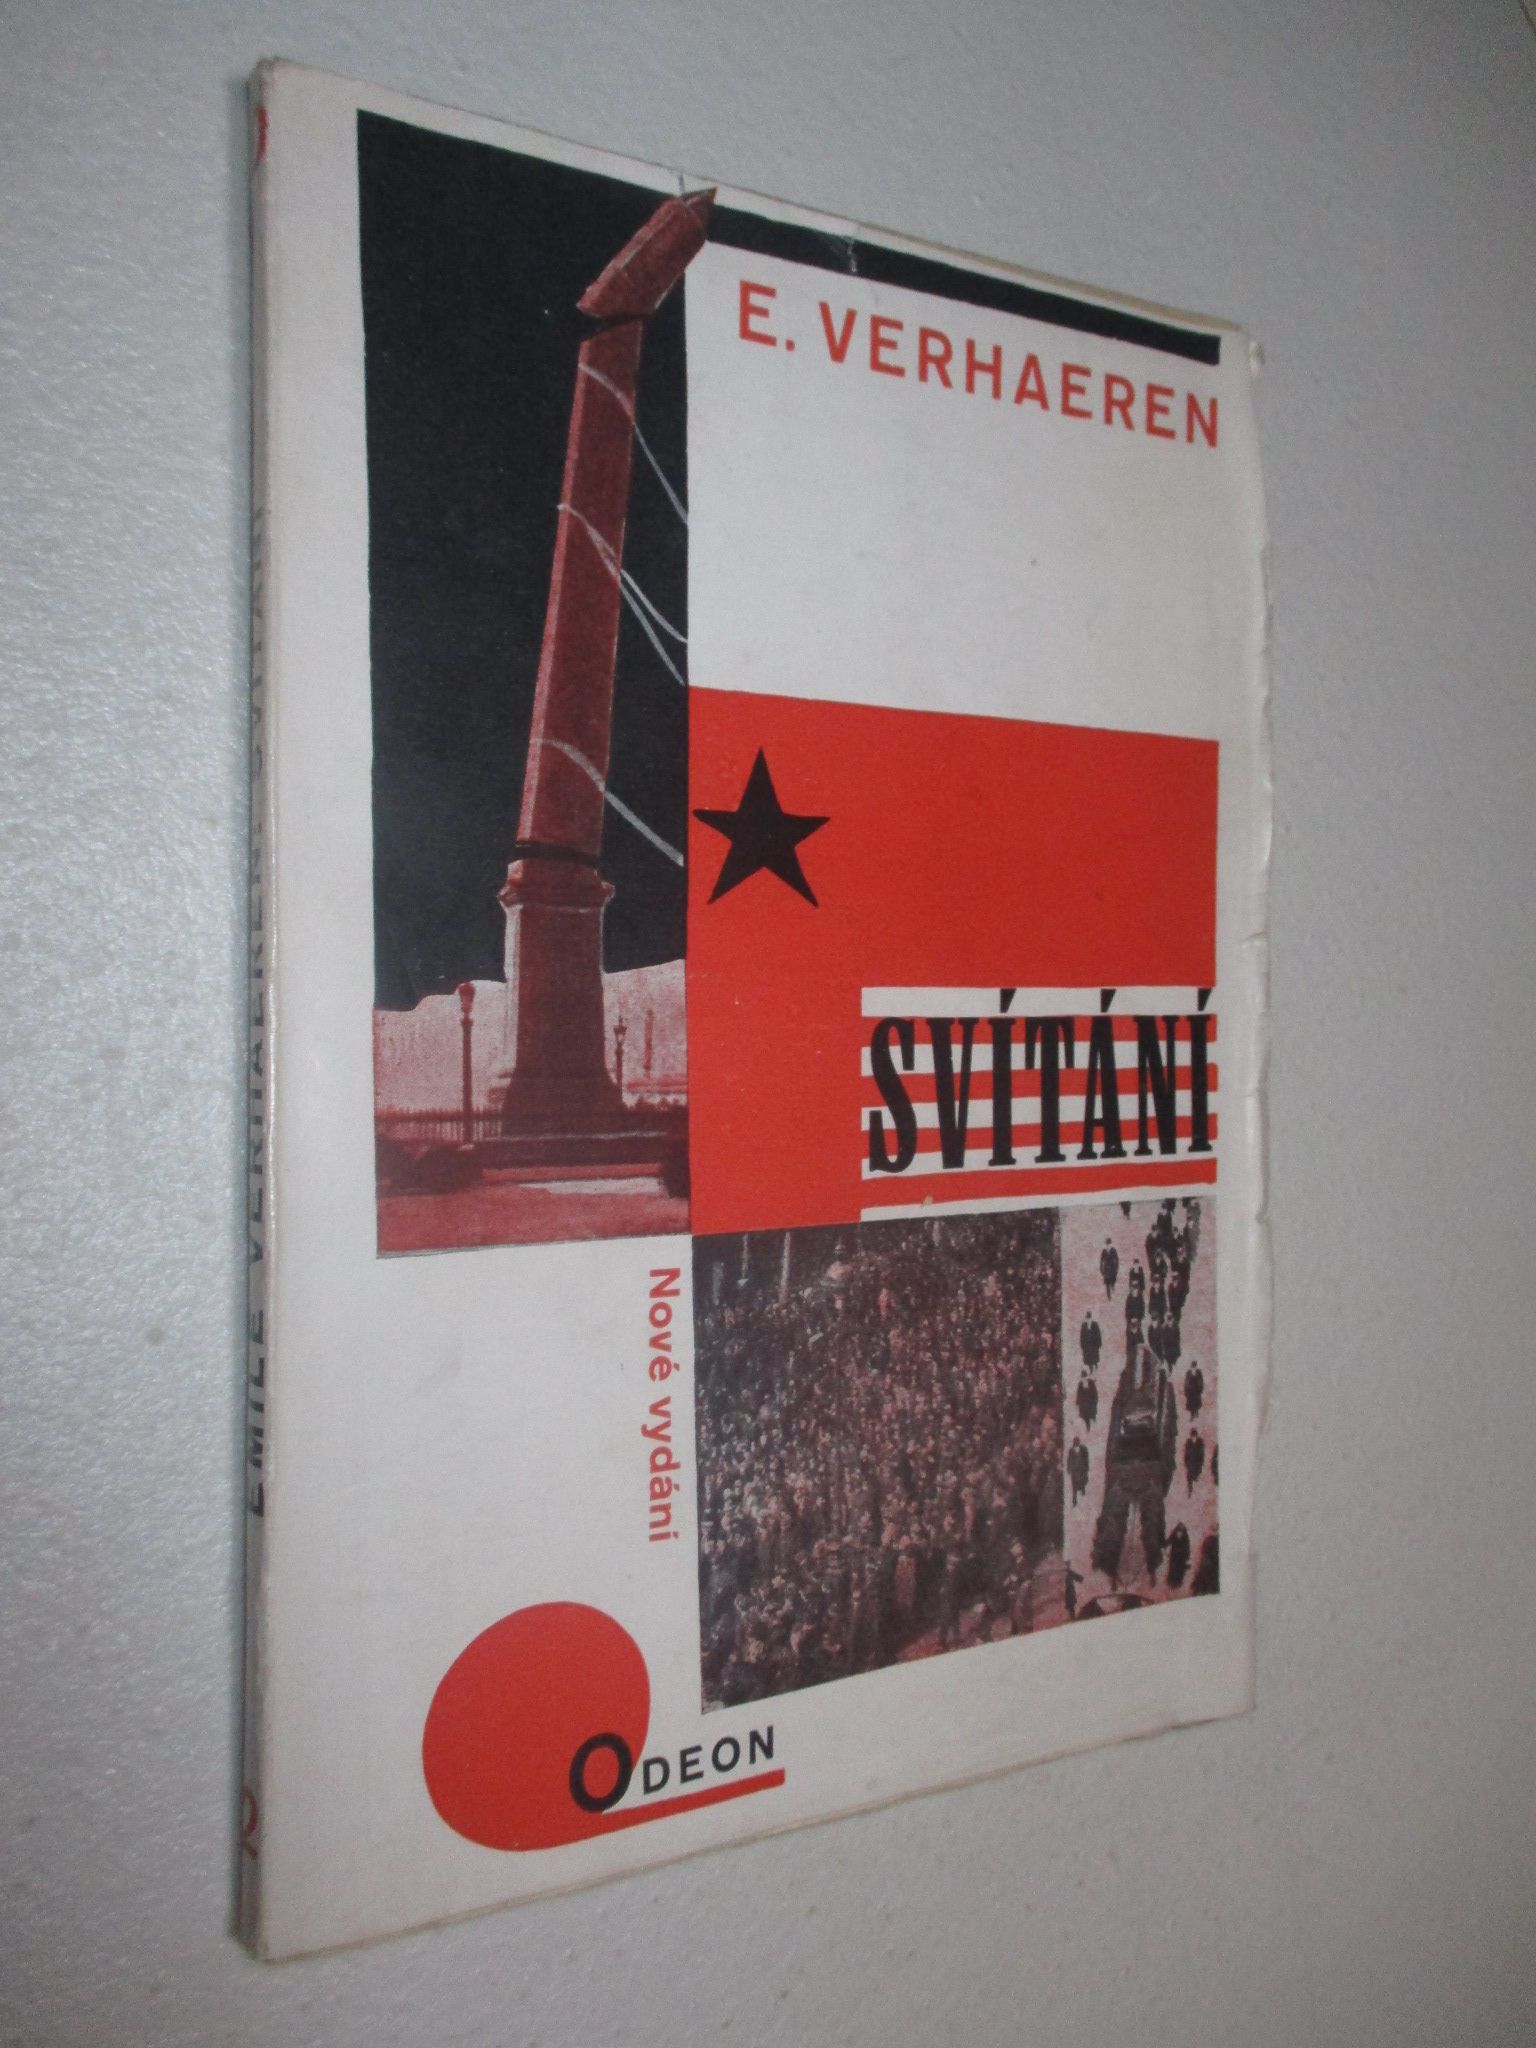 E. VERHAEREN
SVÍTÁNÍ
Nové vydání
ODEON
EMILE VERHAEREN: SVÍTÁNÍ